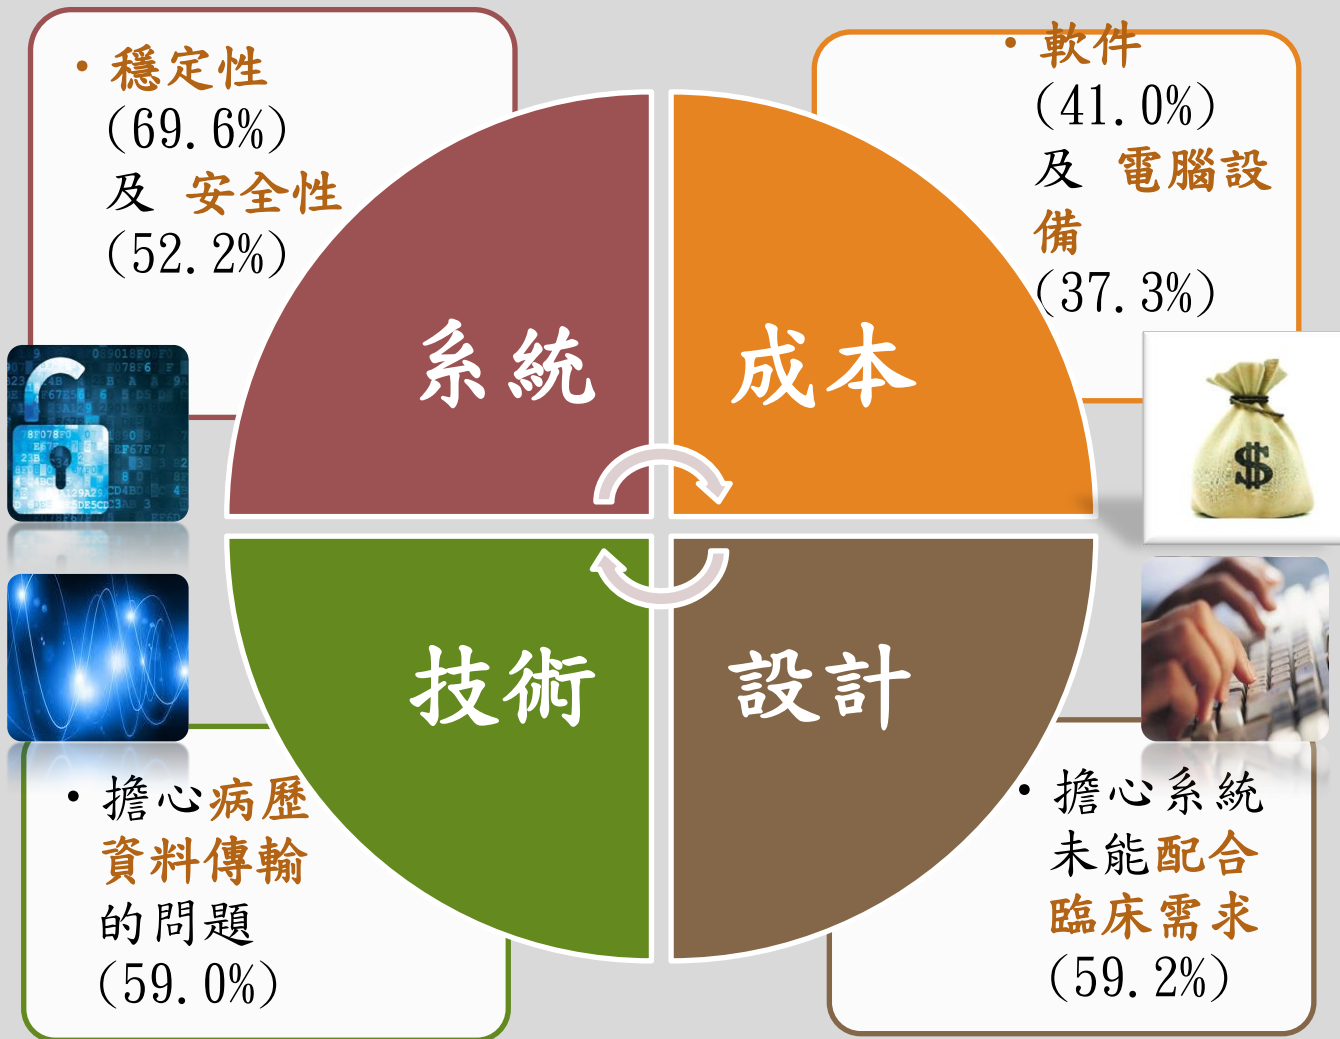 • 穩定性
(69.6%)
及 安全性
(52.2%)
• 軟件
(41.0%)
及 電腦設
備
(37.3%)
系統
成本
技術
設計
• 擔心病歷
資料傳輸
的問題
(59.0%)
• 擔心系統
未能配合
臨床需求
(59.2%)
$